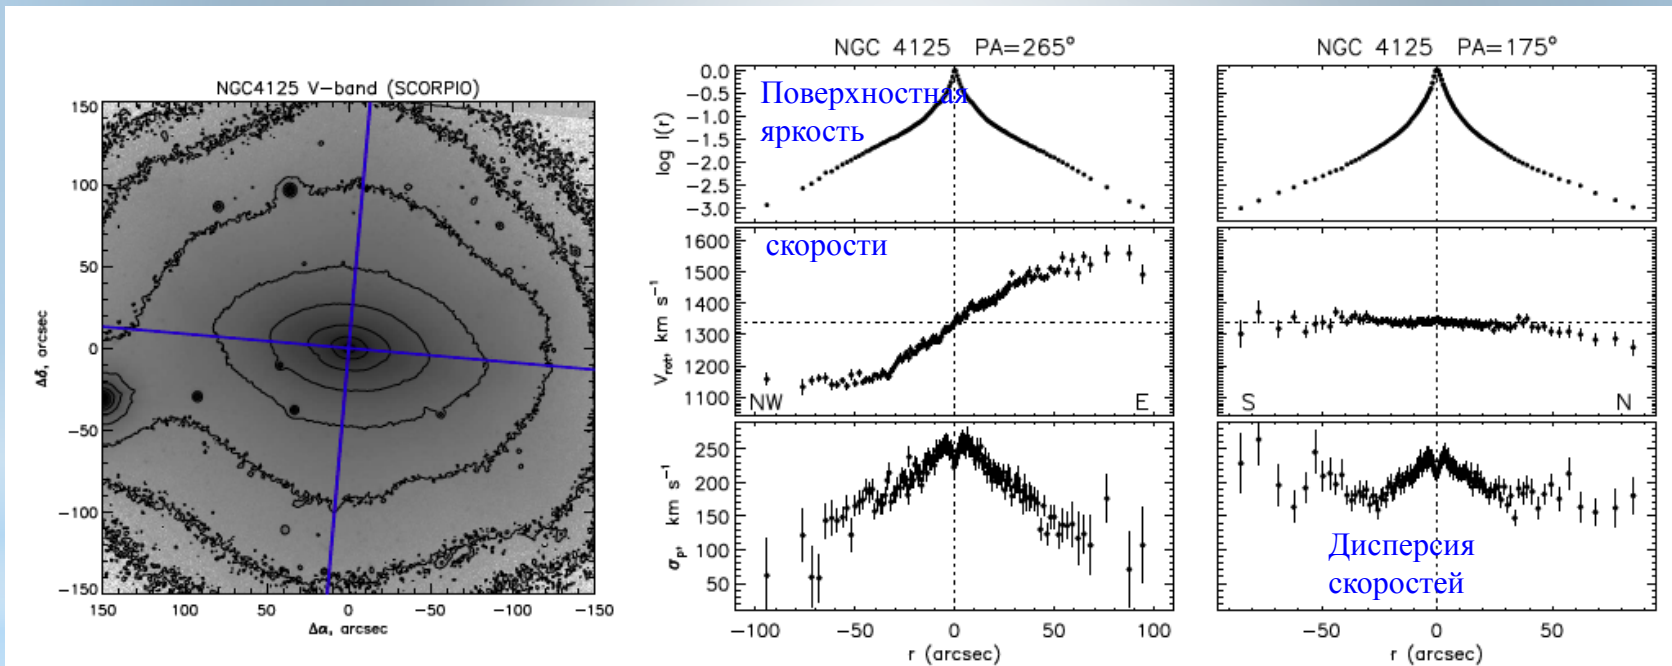 NGC4125 V-band (SCORPIO)
150
100
50
0
−50
−100
−150
Δδ, arcsec
150 100 50 0 −50 −100 −150
Δα, arcsec
NGC 4125 PA=265°
Поверхностная
яркость
0.0
−0.5
−1.0
−1.5
−2.0
−2.5
−3.0
log I(r)
скорости
1600
1500
1400
1300
1200
1100
V_rot, km s⁻¹
NW E
250
200
150
100
50
σ_p, km s⁻¹
−100 −50 0 50 100
r (arcsec)
NGC 4125 PA=175°
S N
Дисперсия
скоростей
−50 0 50
r (arcsec)